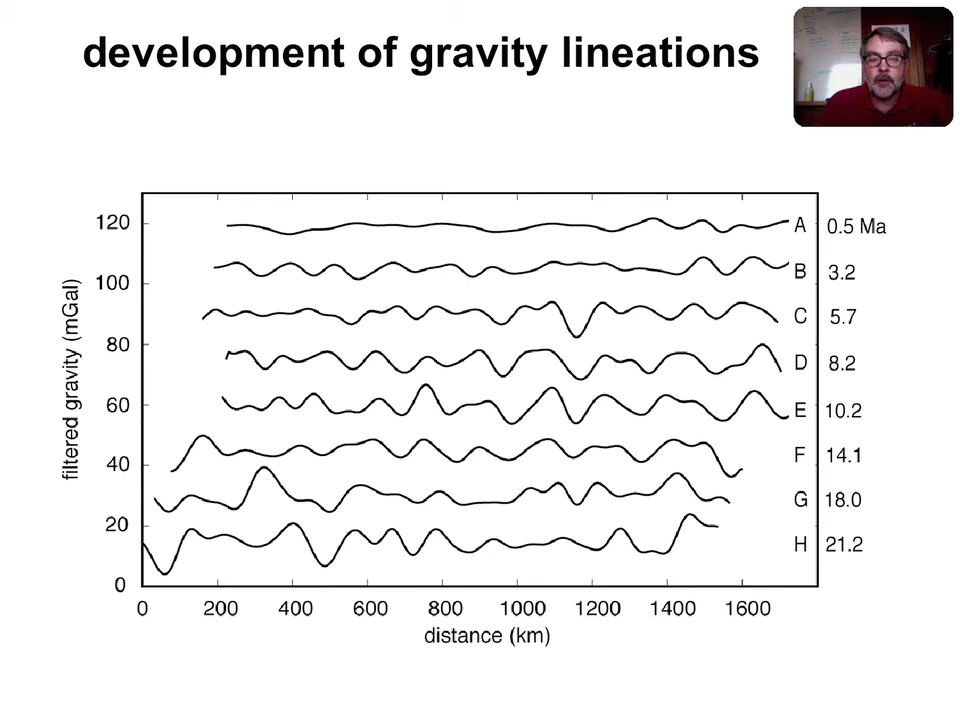 development of gravity lineations
120
100
80
60
40
20
0
filtered gravity (mGal)
A 0.5 Ma
B 3.2
C 5.7
D 8.2
E 10.2
F 14.1
G 18.0
H 21.2
0 200 400 600 800 1000 1200 1400 1600
distance (km)